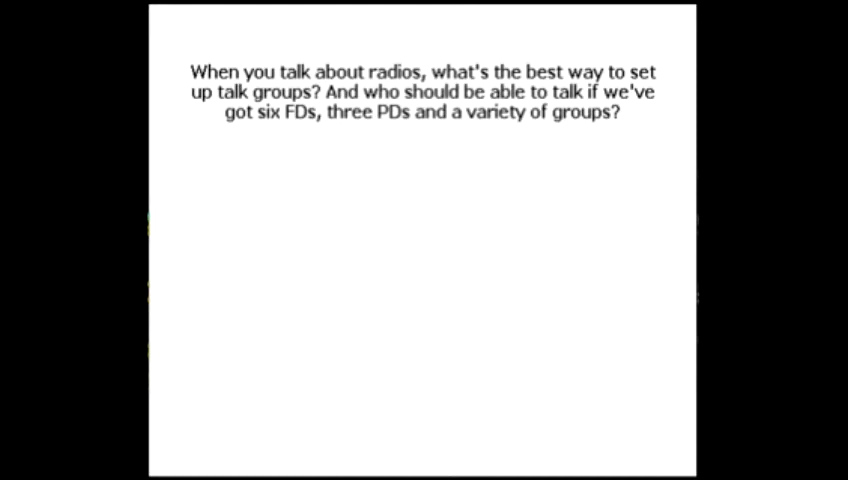 When you talk about radios, what's the best way to set
up talk groups? And who should be able to talk if we've
got six FDs, three PDs and a variety of groups?